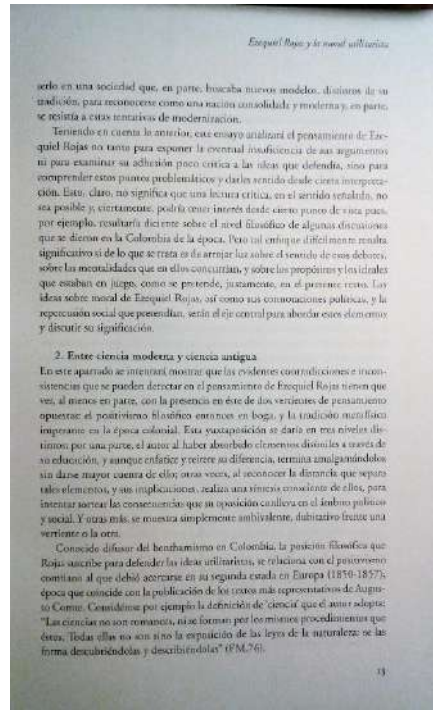 Ezequiel Rojas y la moral utilitarista
serlo en una sociedad que, en parte, buscaba nuevos modelos, distintos de su
tradición, para reconocerse como una nación consolidada y moderna y, en parte,
se resistía a estas tentativas de modernización.
Teniendo en cuenta lo anterior, este ensayo analizará el pensamiento de Eze-
quiel Rojas no tanto para exponer la eventual insuficiencia de sus argumentos
ni para examinar su adhesión poco crítica a las ideas que defendía, sino para
comprender estos puntos problemáticos y darles sentido desde cierta interpreta-
ción. Esto, claro, no significa que una lectura crítica, en el sentido señalado, no
sea posible y, ciertamente, podría tener interés desde cierto punto de vista pues,
por ejemplo, resultaría diciente sobre el nivel filosófico de algunas discusiones
que se dieron en la Colombia de la época. Pero tal enfoque difícilmente resulta
significativo si de lo que se trata es de arrojar luz sobre el sentido de esos debates,
sobre las mentalidades que en ellos concurrían, y sobre los propósitos y los ideales
que estaban en juego, como se pretende, justamente, en el presente texto. Las
ideas sobre moral de Ezequiel Rojas, así como sus connotaciones políticas, y la
repercusión social que pretendían, serán el eje central para abordar estos elementos
y discutir su significación.
2. Entre ciencia moderna y ciencia antigua
En este apartado se intentará mostrar que las evidentes contradicciones e incon-
sistencias que se pueden detectar en el pensamiento de Ezequiel Rojas tienen que
ver, al menos en parte, con la presencia en éste de dos vertientes de pensamiento
opuestas: el positivismo filosófico entonces en boga, y la tradición metafísica
imperante en la época colonial. Esta yuxtaposición se daría en tres niveles dis-
tintos: por una parte, el autor al haber absorbido elementos disímiles a través de
su educación, y aunque enfatice y reitere su diferencia, termina amalgamándolos
sin darse mayor cuenta de ello; otras veces, al reconocer la distancia que separa
tales elementos, y sus implicaciones, realiza una síntesis consciente de ellos, para
intentar sortear las consecuencias que su oposición conlleva en el ámbito político
y social. Y otras más, se muestra simplemente ambivalente, dubitativo frente una
vertiente o la otra.
Conocido difusor del benthamismo en Colombia, la posición filosófica que
Rojas suscribe para defender las ideas utilitaristas, se relaciona con el positivismo
comtiano al que debió acercarse en su segunda estada en Europa (1850-1857),
época que coincide con la publicación de los textos más representativos de Augus-
to Comte. Considérese por ejemplo la definición de 'ciencia' que el autor adopta:
"Las ciencias no son romances, ni se forman por los mismos procedimientos que
éstos. Todas ellas no son sino la exposición de las leyes de la naturaleza: se las
forma descubriéndolas y describiéndolas" (FM.76).